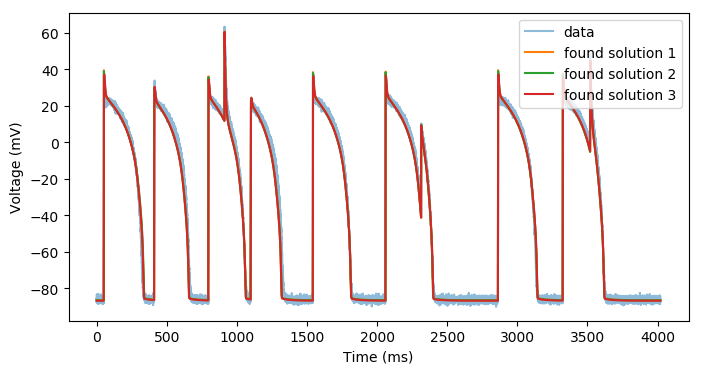 data
found solution 1
found solution 2
found solution 3
60
40
20
0
−20
−40
−60
−80
Voltage (mV)
0
500
1000
1500
2000
2500
3000
3500
4000
Time (ms)